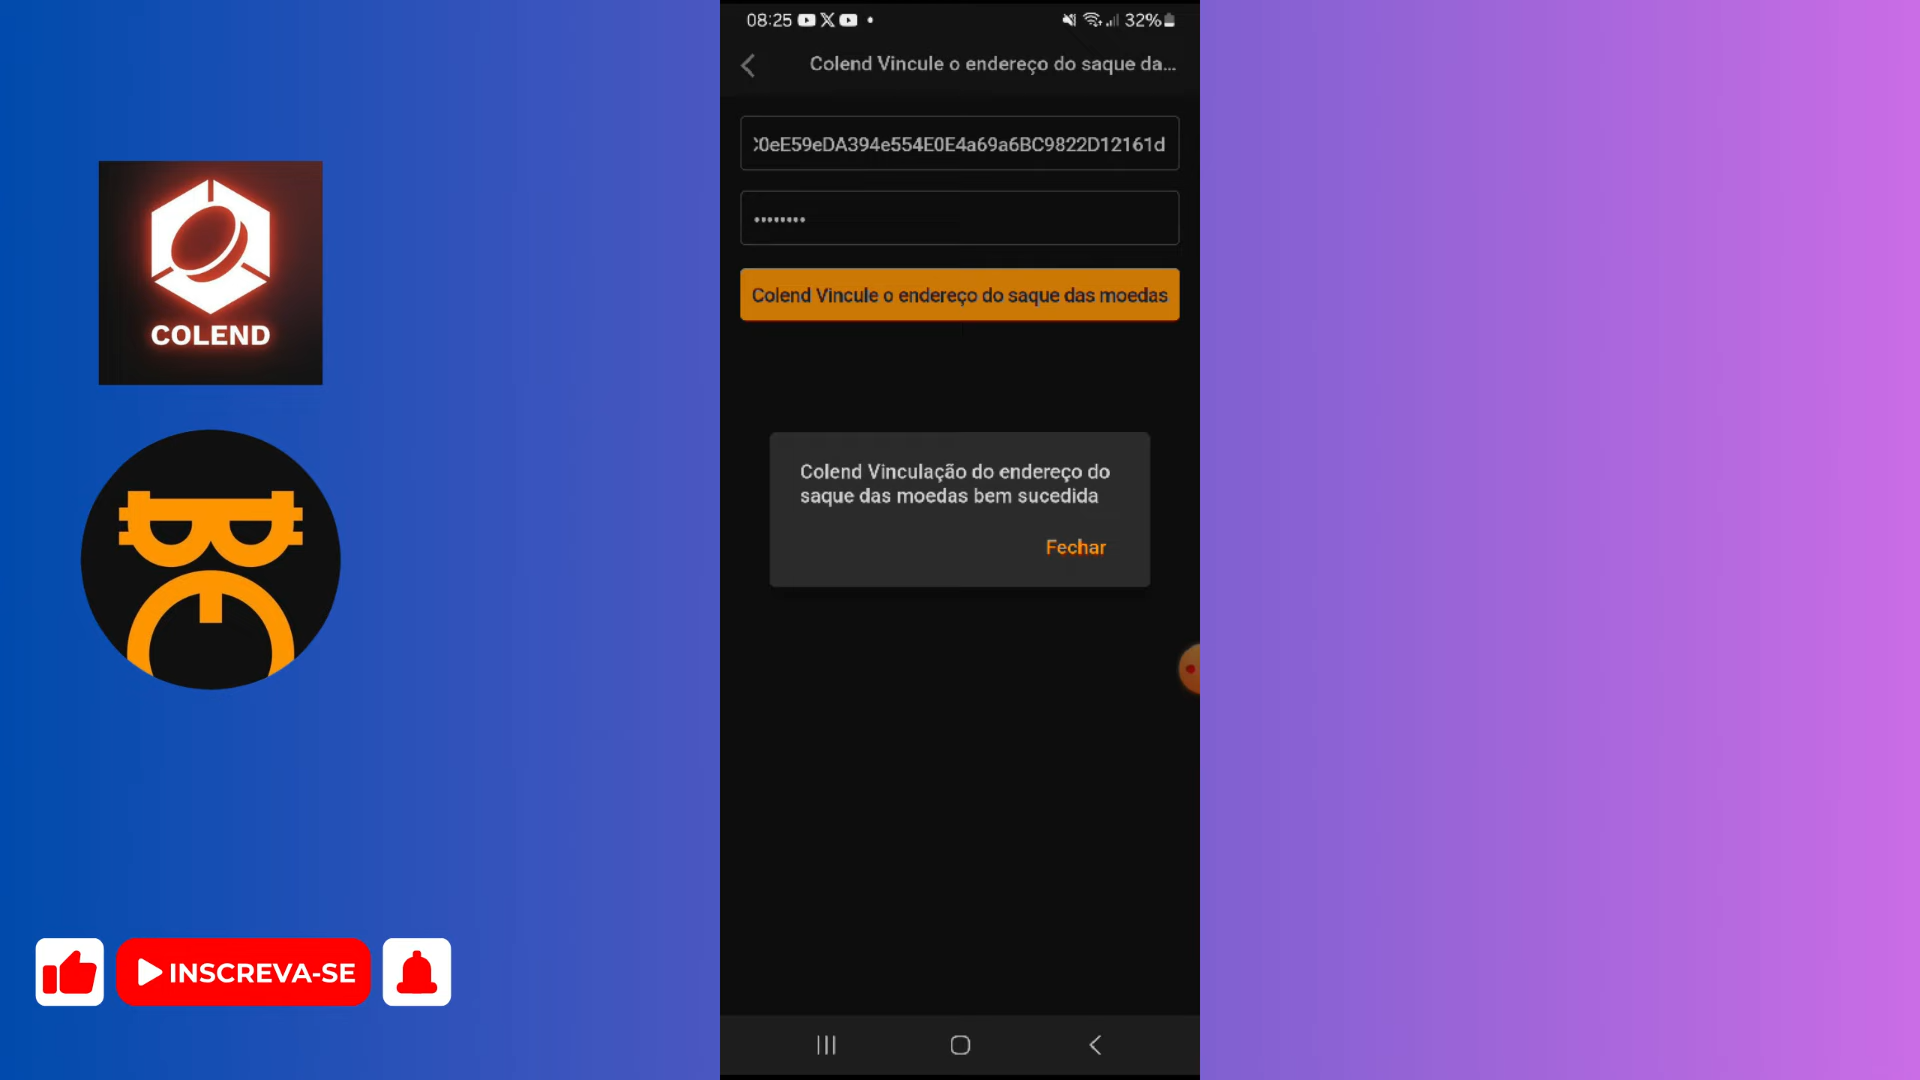 08:25
32%
Colend Vincule o endereço do saque da...
0eE59eDA394e554E0E4a69a6BC9822D12161d
••••••••
Colend Vincule o endereço do saque das moedas
Colend Vinculação do endereço do
saque das moedas bem sucedida
Fechar
COLEND
INSCREVA-SE